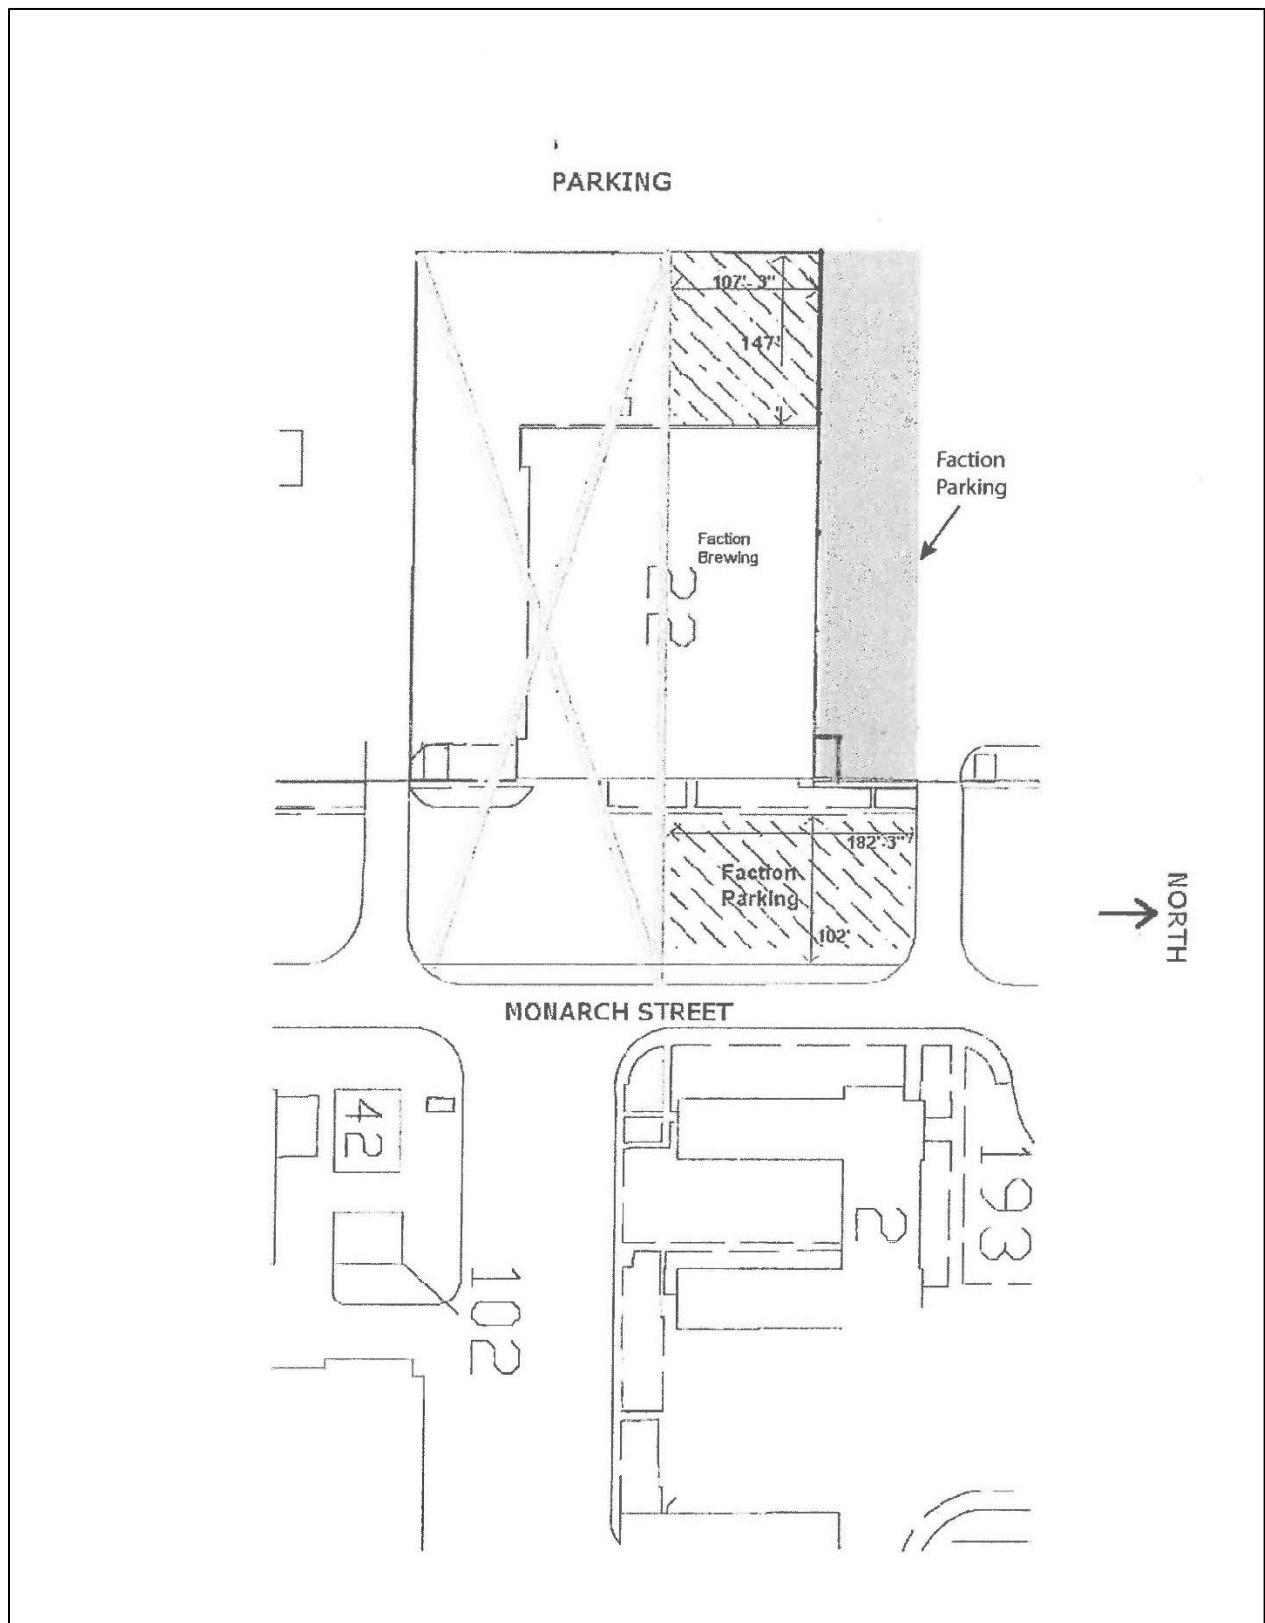 PARKING
107'- 3"
147'
Faction
Parking
Faction
Brewing
22
182'-3"
Faction
Parking
102'
NORTH
MONARCH STREET
42
193
2
102